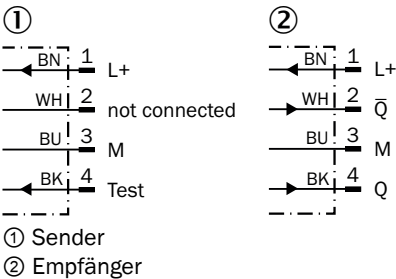 ① ②
BN 1 L+
WH 2 not connected
BU 3 M
BK 4 Test
BN 1 L+
WH 2 Q̅
BU 3 M
BK 4 Q
① Sender
② Empfänger